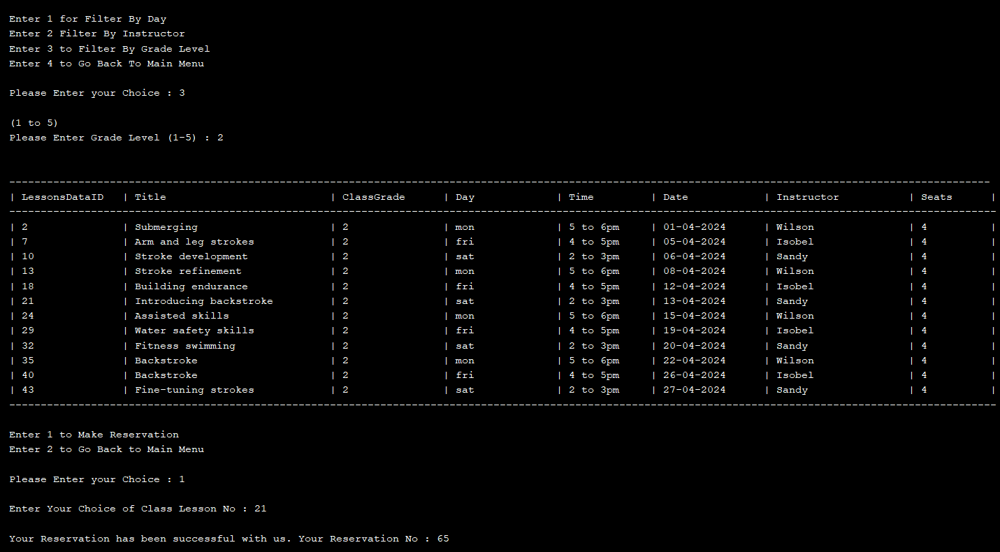 Enter 1 for Filter By Day
Enter 2 Filter By Instructor
Enter 3 to Filter By Grade Level
Enter 4 to Go Back To Main Menu
Please Enter your Choice : 3
(1 to 5)
Please Enter Grade Level (1-5) : 2
| LessonsDataID | Title | ClassGrade | Day | Time | Date | Instructor | Seats |
| 2 | Submerging | 2 | mon | 5 to 6pm | 01-04-2024 | Wilson | 4 |
| 7 | Arm and leg strokes | 2 | fri | 4 to 5pm | 05-04-2024 | Isobel | 4 |
| 10 | Stroke development | 2 | sat | 2 to 3pm | 06-04-2024 | Sandy | 4 |
| 13 | Stroke refinement | 2 | mon | 5 to 6pm | 08-04-2024 | Wilson | 4 |
| 18 | Building endurance | 2 | fri | 4 to 5pm | 12-04-2024 | Isobel | 4 |
| 21 | Introducing backstroke | 2 | sat | 2 to 3pm | 13-04-2024 | Sandy | 4 |
| 24 | Assisted skills | 2 | mon | 5 to 6pm | 15-04-2024 | Wilson | 4 |
| 29 | Water safety skills | 2 | fri | 4 to 5pm | 19-04-2024 | Isobel | 4 |
| 32 | Fitness swimming | 2 | sat | 2 to 3pm | 20-04-2024 | Sandy | 4 |
| 35 | Backstroke | 2 | mon | 5 to 6pm | 22-04-2024 | Wilson | 4 |
| 40 | Backstroke | 2 | fri | 4 to 5pm | 26-04-2024 | Isobel | 4 |
| 43 | Fine-tuning strokes | 2 | sat | 2 to 3pm | 27-04-2024 | Sandy | 4 |
Enter 1 to Make Reservation
Enter 2 to Go Back to Main Menu
Please Enter your Choice : 1
Enter Your Choice of Class Lesson No : 21
Your Reservation has been successful with us. Your Reservation No : 65